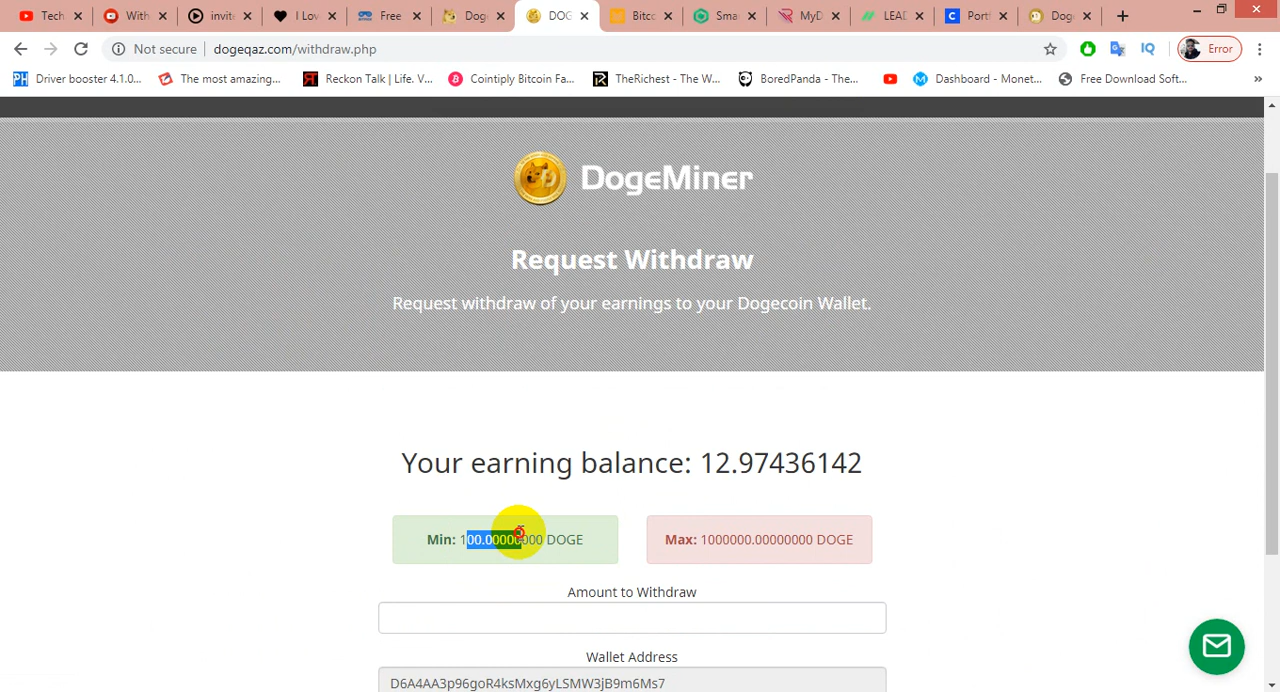 Tech
With
invit
I Lov
Free
Dog
DOG
Bitc
Sma
MyD
LEAD
Portf
Dog
Not secure
dogeqaz.com/withdraw.php
Error
Driver booster 4.1.0...
The most amazing...
Reckon Talk | Life. V...
Cointiply Bitcoin Fa...
TheRichest - The W...
BoredPanda - The...
Dashboard - Monet...
Free Download Soft...
DogeMiner
Request Withdraw
Request withdraw of your earnings to your Dogecoin Wallet.
Your earning balance: 12.97436142
Min: 100.00000000 DOGE
Max: 1000000.00000000 DOGE
Amount to Withdraw
Wallet Address
D6A4AA3p96goR4ksMxg6yLSMW3jB9m6Ms7